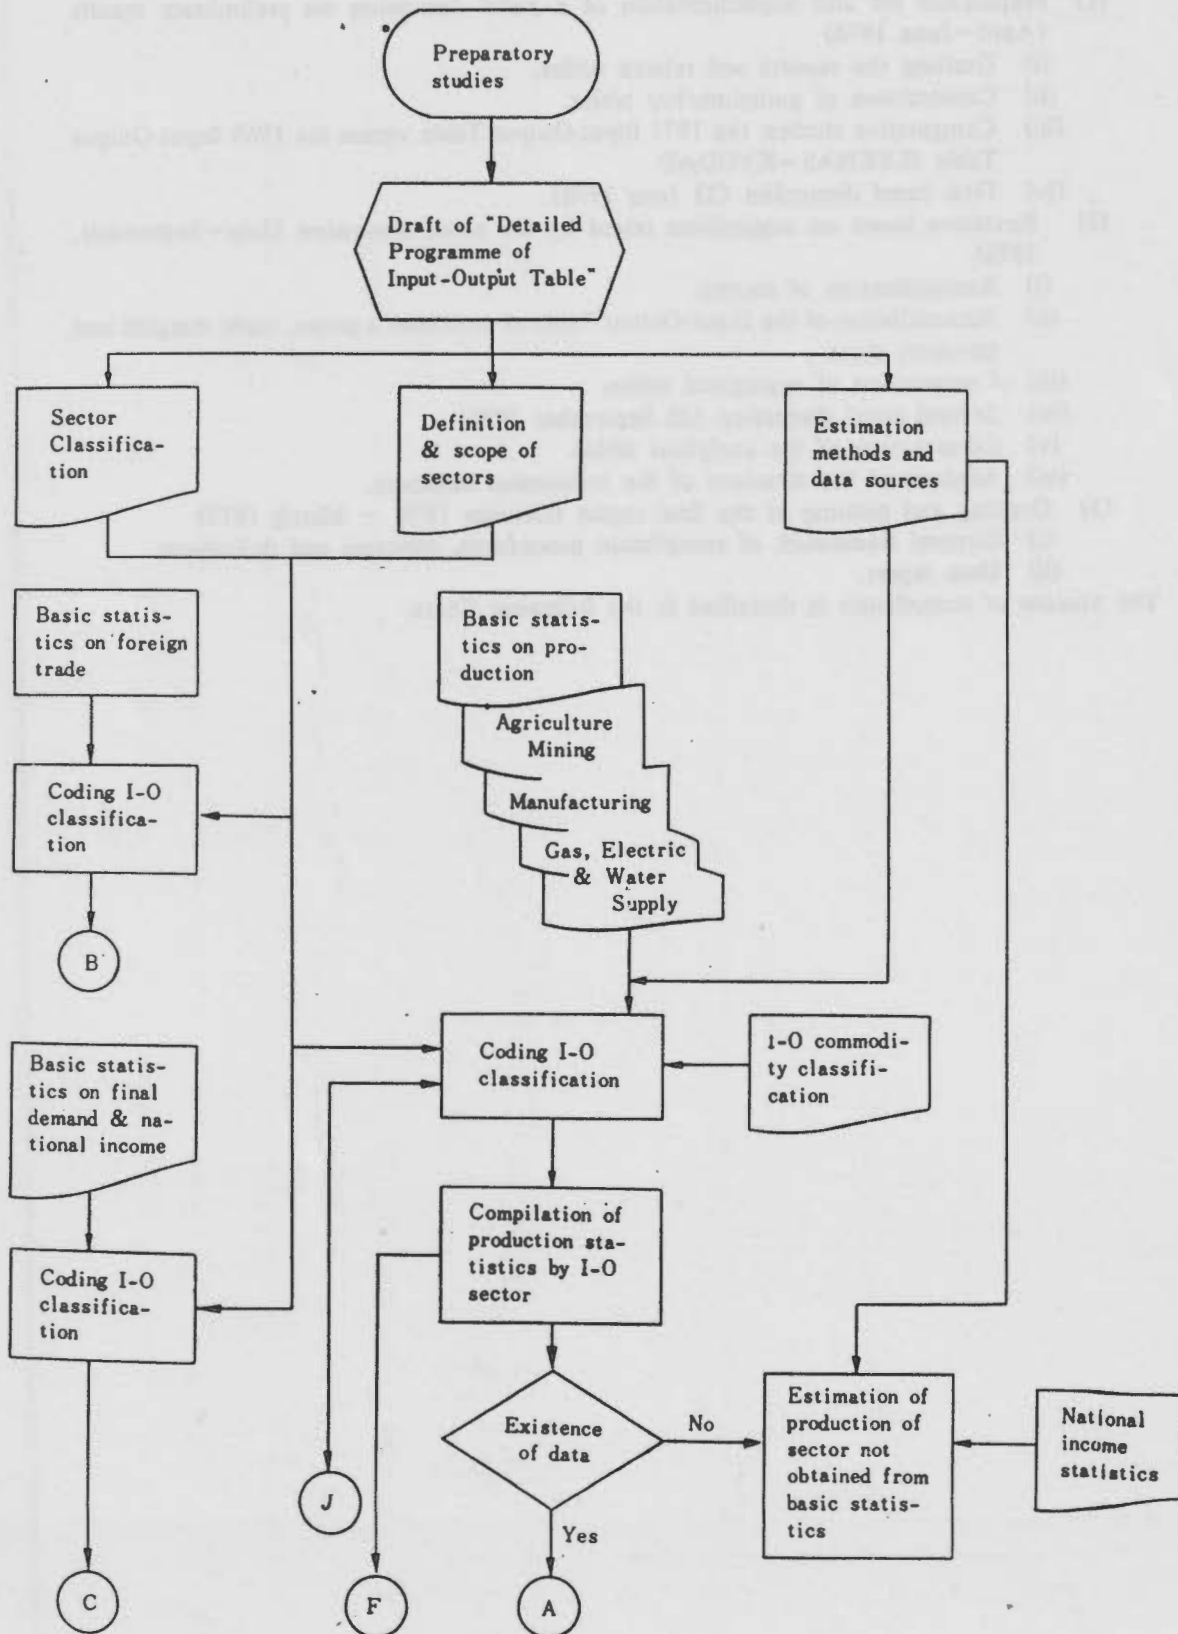 Preparatory
studies
Draft of "Detailed
Programme of
Input-Output Table"
Sector
Classifica-
tion
Definition
& scope of
sectors
Estimation
methods and
data sources
Basic statis-
tics on foreign
trade
Basic statis-
tics on pro-
duction
Agriculture
Mining
Manufacturing
Gas, Electric
& Water
Supply
Coding I-O
classifica-
tion
B
Basic statis-
tics on final
demand & na-
tional income
Coding I-O
classification
I-O commodi-
ty classifi-
cation
Compilation of
production sta-
tistics by I-O
sector
Coding I-O
classifica-
tion
Existence
of data
No
Estimation of
production of
sector not
obtained from
basic statis-
tics
National
income
statistics
Yes
J
C
F
A